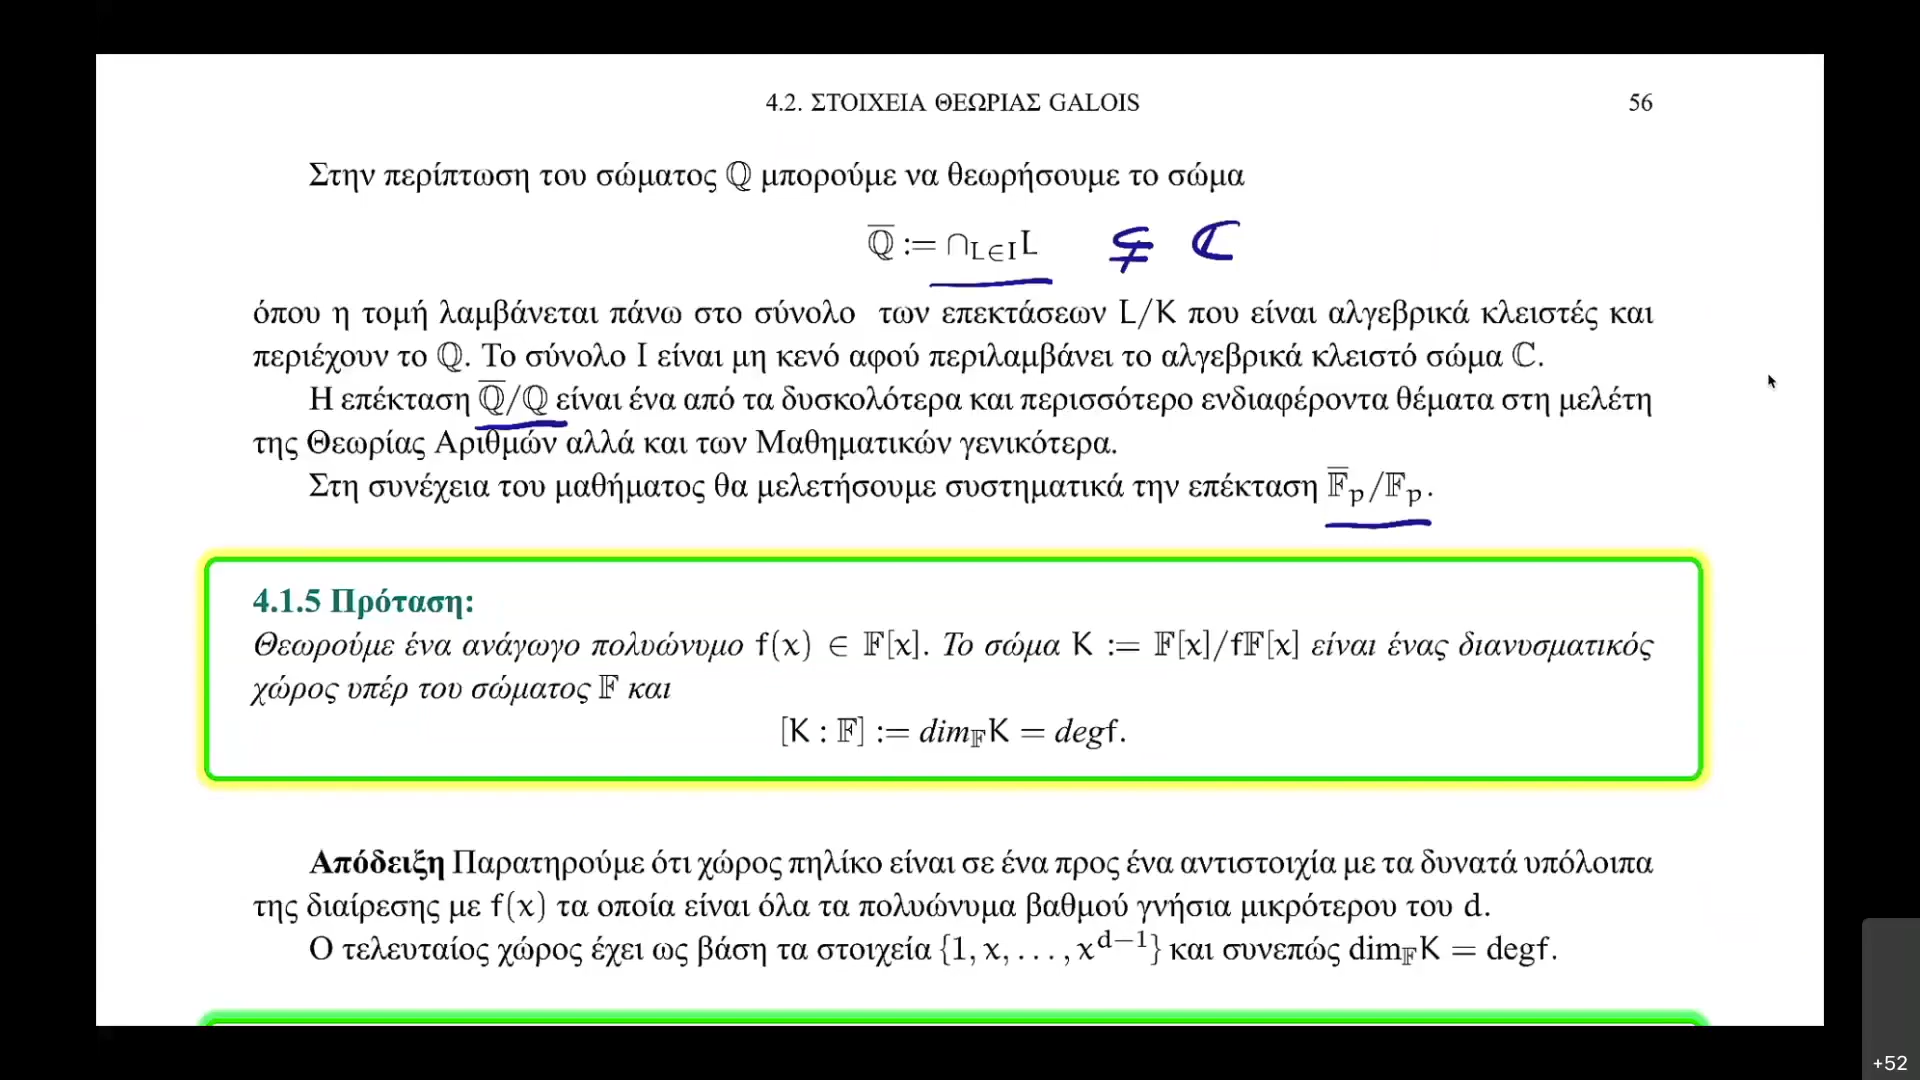 4.2. ΣΤΟΙΧΕΙΑ ΘΕΩΡΙΑΣ GALOIS 56
Στην περίπτωση του σώματος ℚ μπορούμε να θεωρήσουμε το σώμα
ℚ̅ := ∩_{L∈I}L ⊊ ℂ
όπου η τομή λαμβάνεται πάνω στο σύνολο των επεκτάσεων L/K που είναι αλγεβρικά κλειστές και
περιέχουν το ℚ. Το σύνολο I είναι μη κενό αφού περιλαμβάνει το αλγεβρικά κλειστό σώμα ℂ.
Η επέκταση ℚ̅/ℚ είναι ένα από τα δυσκολότερα και περισσότερο ενδιαφέροντα θέματα στη μελέτη
της Θεωρίας Αριθμών αλλά και των Μαθηματικών γενικότερα.
Στη συνέχεια του μαθήματος θα μελετήσουμε συστηματικά την επέκταση 𝔽̅_p/𝔽_p.
4.1.5 Πρόταση:
Θεωρούμε ένα ανάγωγο πολυώνυμο f(x) ∈ 𝔽[x]. Το σώμα K := 𝔽[x]/f𝔽[x] είναι ένας διανυσματικός
χώρος υπέρ του σώματος 𝔽 και
[K : 𝔽] := dim_𝔽K = degf.
Απόδειξη Παρατηρούμε ότι χώρος πηλίκο είναι σε ένα προς ένα αντιστοιχία με τα δυνατά υπόλοιπα
της διαίρεσης με f(x) τα οποία είναι όλα τα πολυώνυμα βαθμού γνήσια μικρότερου του d.
Ο τελευταίος χώρος έχει ως βάση τα στοιχεία {1, x, . . . , x^{d−1}} και συνεπώς dim_𝔽K = degf.
+52